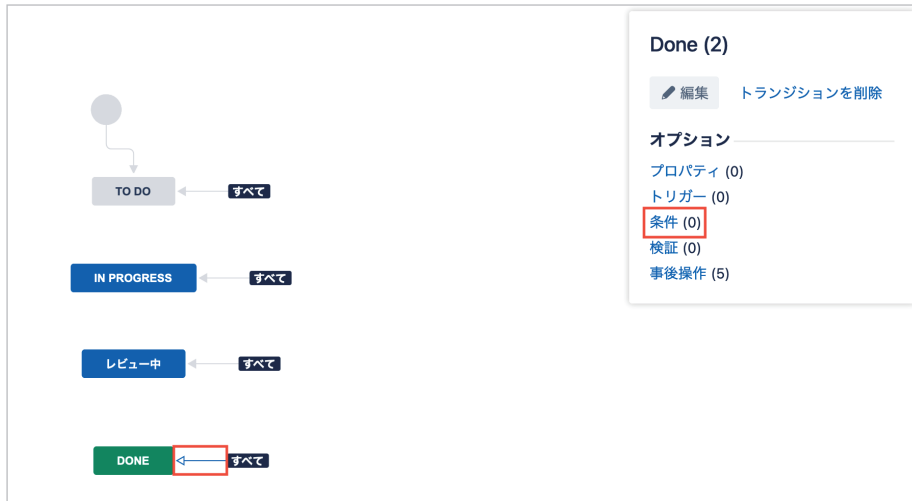 TO DO
すべて
IN PROGRESS
すべて
レビュー中
すべて
DONE
すべて
Done (2)
編集 トランジションを削除
オプション
プロパティ (0)
トリガー (0)
条件 (0)
検証 (0)
事後操作 (5)